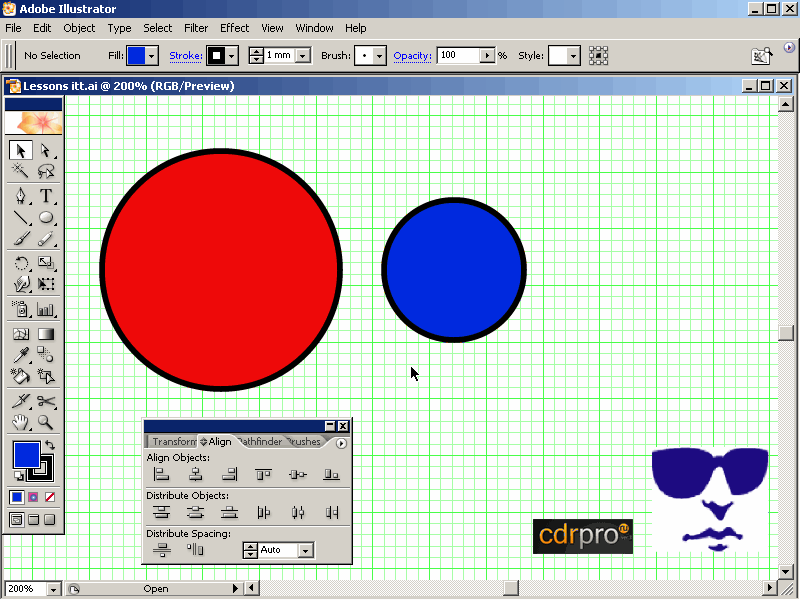 Adobe Illustrator
File Edit Object Type Select Filter Effect View Window Help
No Selection Fill: Stroke: 1 mm Brush: Opacity: 100 % Style:
Lessons itt.ai @ 200% (RGB/Preview)
T
Transform Align Pathfinder Brushes
Align Objects:
Distribute Objects:
Distribute Spacing:
Auto
cdrpro ru
200% Open